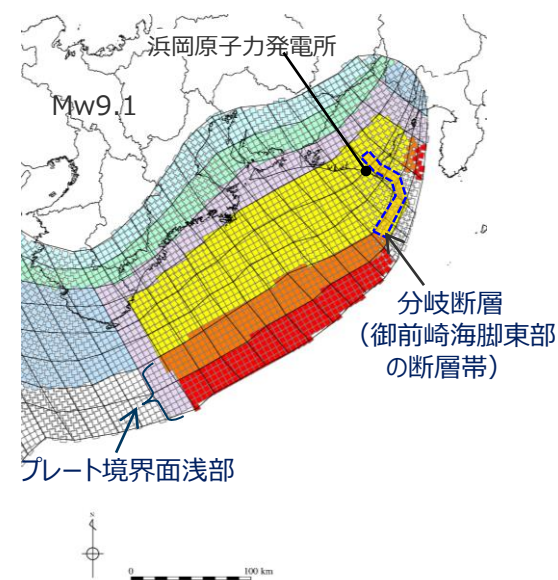 浜岡原子力発電所
Mw9.1
分岐断層
（御前崎海脚東部
の断層帯）
プレート境界面浅部
N
0 100 km